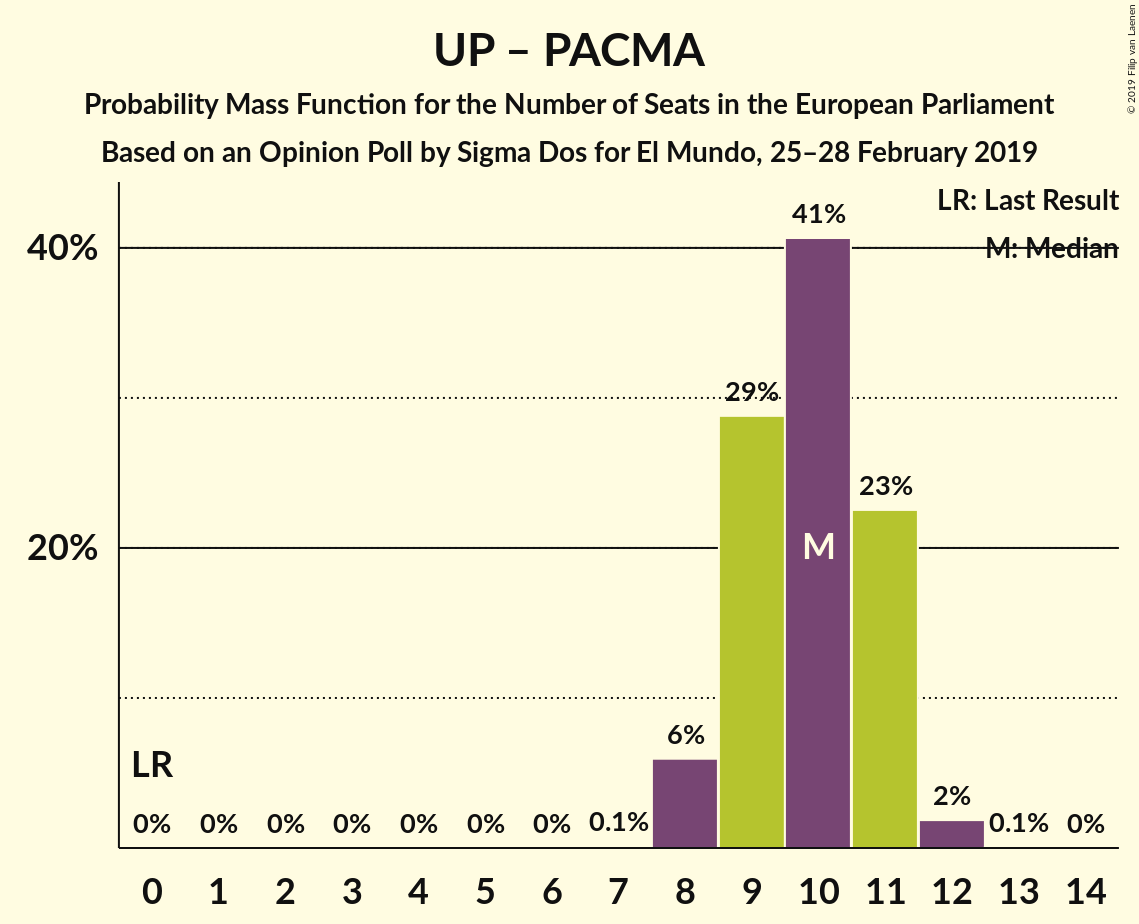 UP – PACMA
Probability Mass Function for the Number of Seats in the European Parliament
Based on an Opinion Poll by Sigma Dos for El Mundo, 25–28 February 2019
© 2019 Filip van Laenen
LR: Last Result
M: Median
40%
20%
41%
29%
23%
M
6%
2%
LR
0% 0% 0% 0% 0% 0% 0% 0.1% 0.1% 0%
0 1 2 3 4 5 6 7 8 9 10 11 12 13 14